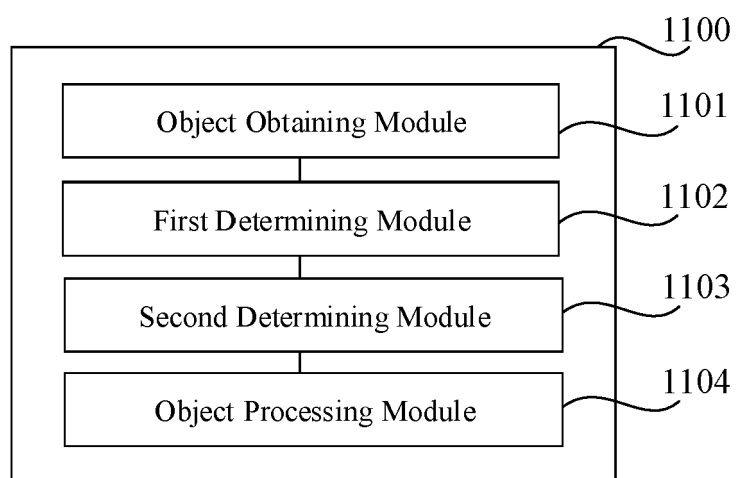 1100
Object Obtaining Module
1101
First Determining Module
1102
Second Determining Module
1103
Object Processing Module
1104